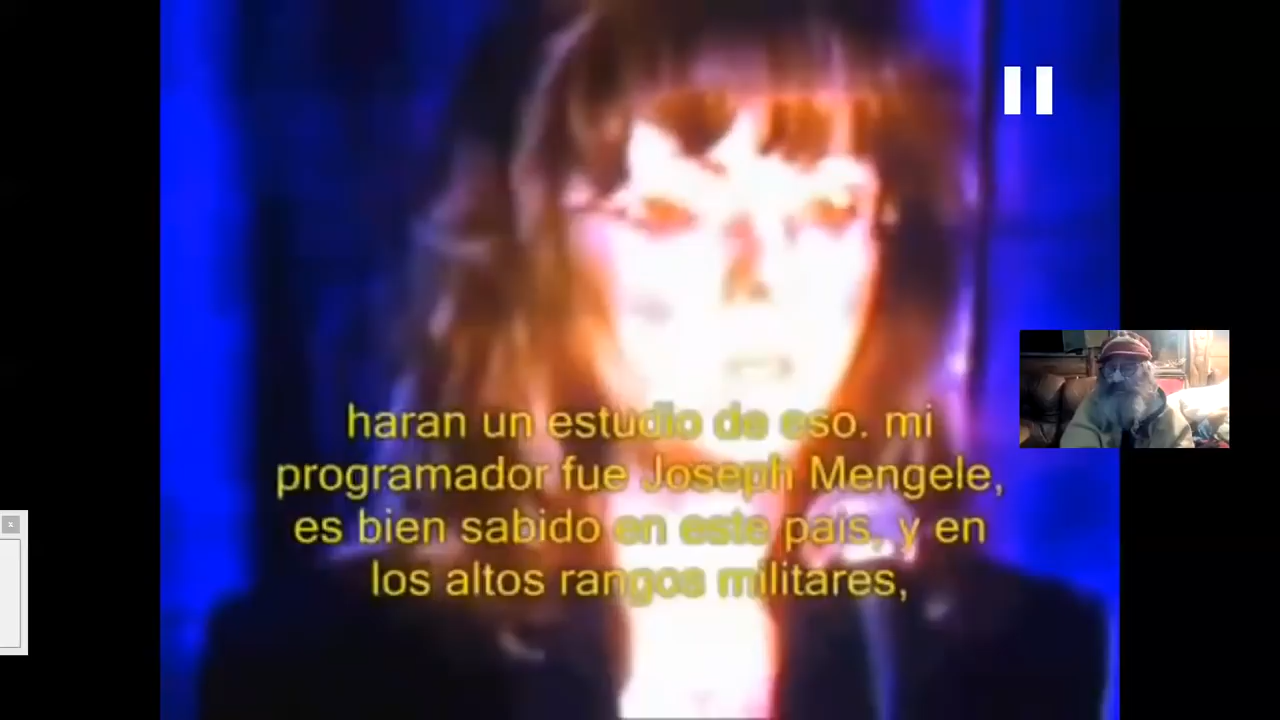 haran un estudio de eso. mi
programador fue Joseph Mengele,
es bien sabido en este pais, y en
los altos rangos militares,